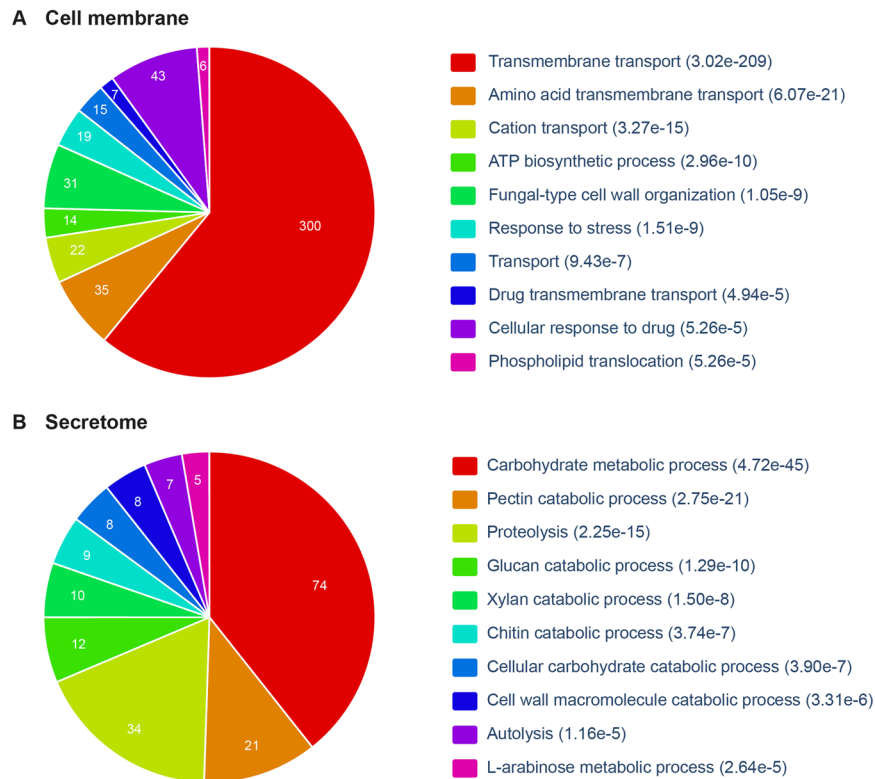 A Cell membrane
6
43
7
15
19
31
14
22
35
300
Transmembrane transport (3.02e-209)
Amino acid transmembrane transport (6.07e-21)
Cation transport (3.27e-15)
ATP biosynthetic process (2.96e-10)
Fungal-type cell wall organization (1.05e-9)
Response to stress (1.51e-9)
Transport (9.43e-7)
Drug transmembrane transport (4.94e-5)
Cellular response to drug (5.26e-5)
Phospholipid translocation (5.26e-5)
B Secretome
5
7
8
8
9
10
12
34
21
74
Carbohydrate metabolic process (4.72e-45)
Pectin catabolic process (2.75e-21)
Proteolysis (2.25e-15)
Glucan catabolic process (1.29e-10)
Xylan catabolic process (1.50e-8)
Chitin catabolic process (3.74e-7)
Cellular carbohydrate catabolic process (3.90e-7)
Cell wall macromolecule catabolic process (3.31e-6)
Autolysis (1.16e-5)
L-arabinose metabolic process (2.64e-5)